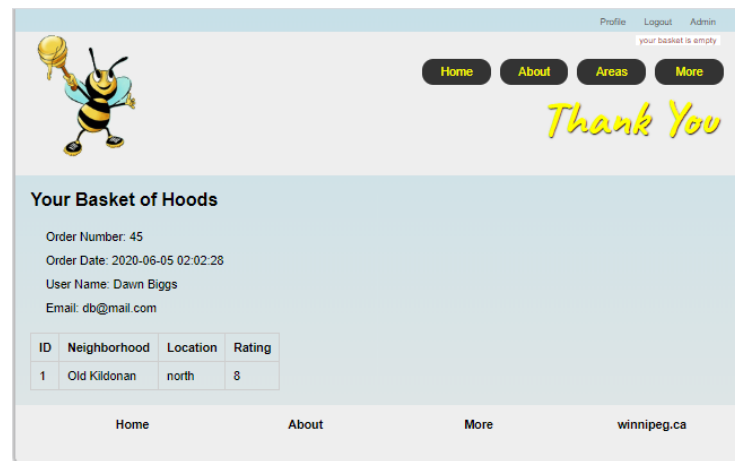 Profile Logout Admin
your basket is empty
Home About Areas More
Thank You
Your Basket of Hoods
Order Number: 45
Order Date: 2020-06-05 02:02:28
User Name: Dawn Biggs
Email: db@mail.com
ID Neighborhood Location Rating
1 Old Kildonan north 8
Home About More winnipeg.ca